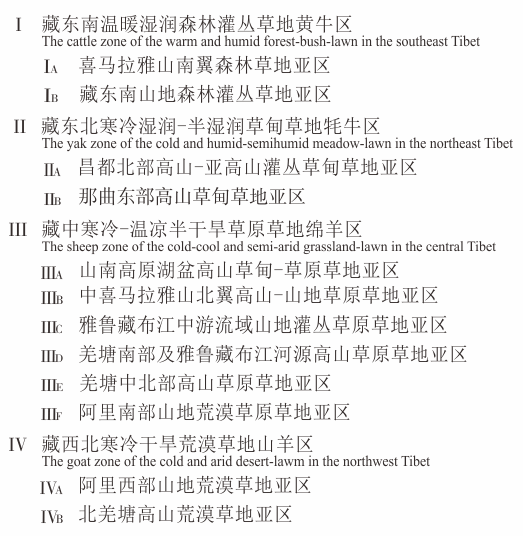 I 藏东南温暖湿润森林灌丛草地黄牛区
The cattle zone of the warm and humid forest-bush-lawn in the southeast Tibet
IA 喜马拉雅山南翼森林草地亚区
IB 藏东南山地森林灌丛草地亚区
II 藏东北寒冷湿润-半湿润草甸草地牦牛区
The yak zone of the cold and humid-semihumid meadow-lawn in the northeast Tibet
IIA 昌都北部高山-亚高山灌丛草甸草地亚区
IIB 那曲东部高山草甸草地亚区
III 藏中寒冷-温凉半干旱草原草地绵羊区
The sheep zone of the cold-cool and semi-arid grassland-lawn in the central Tibet
IIIA 山南高原湖盆高山草甸-草原草地亚区
IIIB 中喜马拉雅山北翼高山-山地草原草地亚区
IIIC 雅鲁藏布江中游流域山地灌丛草原草地亚区
IIID 羌塘南部及雅鲁藏布江河源高山草原草地亚区
IIIE 羌塘中北部高山草原草地亚区
IIIF 阿里南部山地荒漠草原草地亚区
IV 藏西北寒冷干旱荒漠草地山羊区
The goat zone of the cold and arid desert-lawm in the northwest Tibet
IVA 阿里西部山地荒漠草地亚区
IVB 北羌塘高山荒漠草地亚区